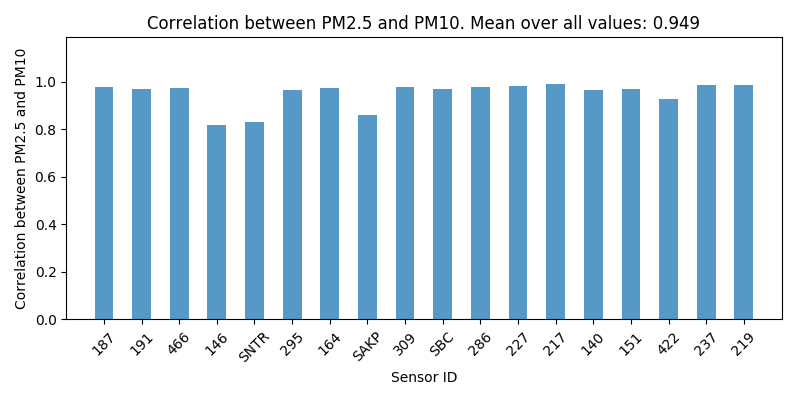 Correlation between PM2.5 and PM10. Mean over all values: 0.949
Correlation between PM2.5 and PM10
1.0
0.8
0.6
0.4
0.2
0.0
187 191 466 146 SNTR 295 164 SAKP 309 SBC 286 227 217 140 151 422 237 219
Sensor ID